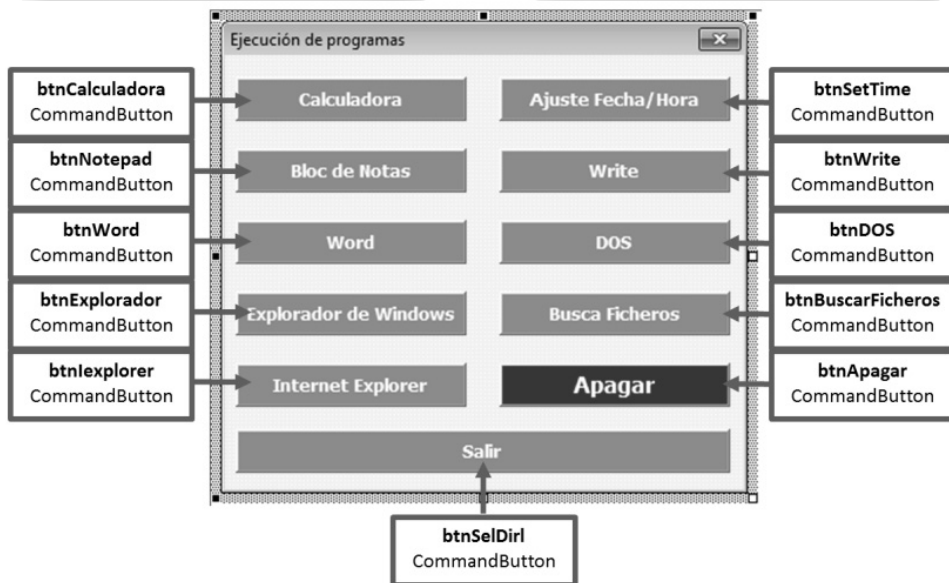 Ejecución de programas
btnCalculadora
CommandButton
Calculadora
Ajuste Fecha/Hora
btnSetTime
CommandButton
btnNotepad
CommandButton
Bloc de Notas
Write
btnWrite
CommandButton
btnWord
CommandButton
Word
DOS
btnDOS
CommandButton
btnExplorador
CommandButton
Explorador de Windows
Busca Ficheros
btnBuscarFicheros
CommandButton
btnIexplorer
CommandButton
Internet Explorer
Apagar
btnApagar
CommandButton
Salir
btnSelDirl
CommandButton